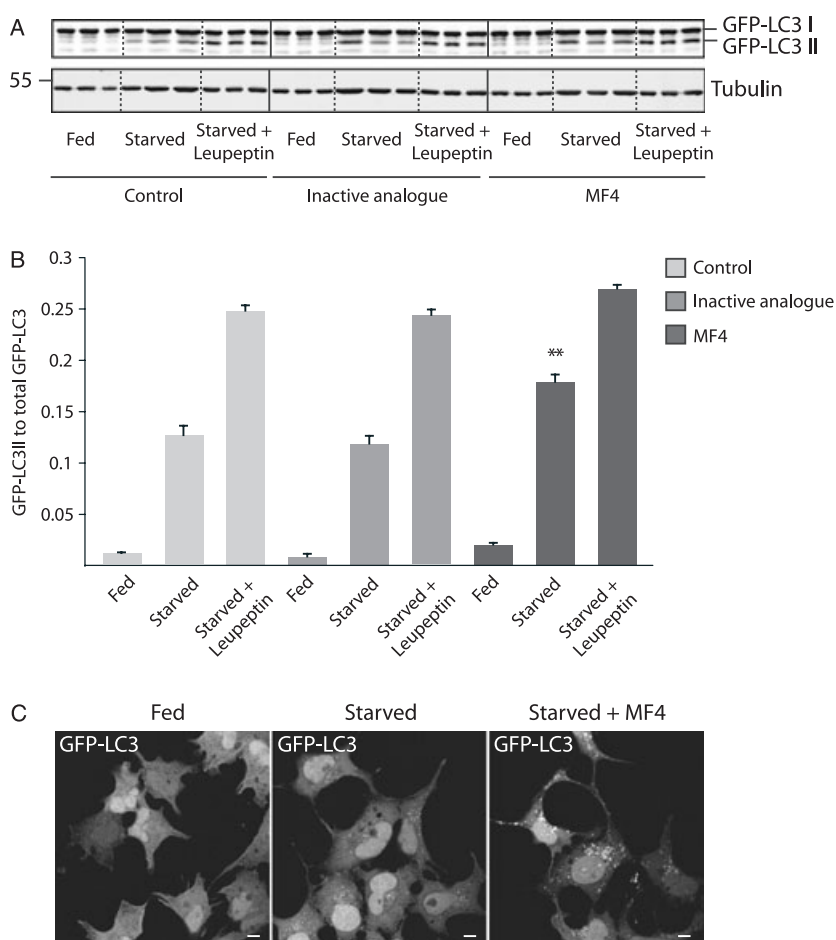 A
GFP-LC3 I
GFP-LC3 II
55
Tubulin
Fed Starved Starved + Leupeptin Fed Starved Starved + Leupeptin Fed Starved Starved + Leupeptin
Control Inactive analogue MF4
B
GFP-LC3II to total GFP-LC3
0.3
0.25
0.2
0.15
0.1
0.05
**
Control
Inactive analogue
MF4
Fed Starved Starved + Leupeptin Fed Starved Starved + Leupeptin Fed Starved Starved + Leupeptin
C
Fed Starved Starved + MF4
GFP-LC3 GFP-LC3 GFP-LC3